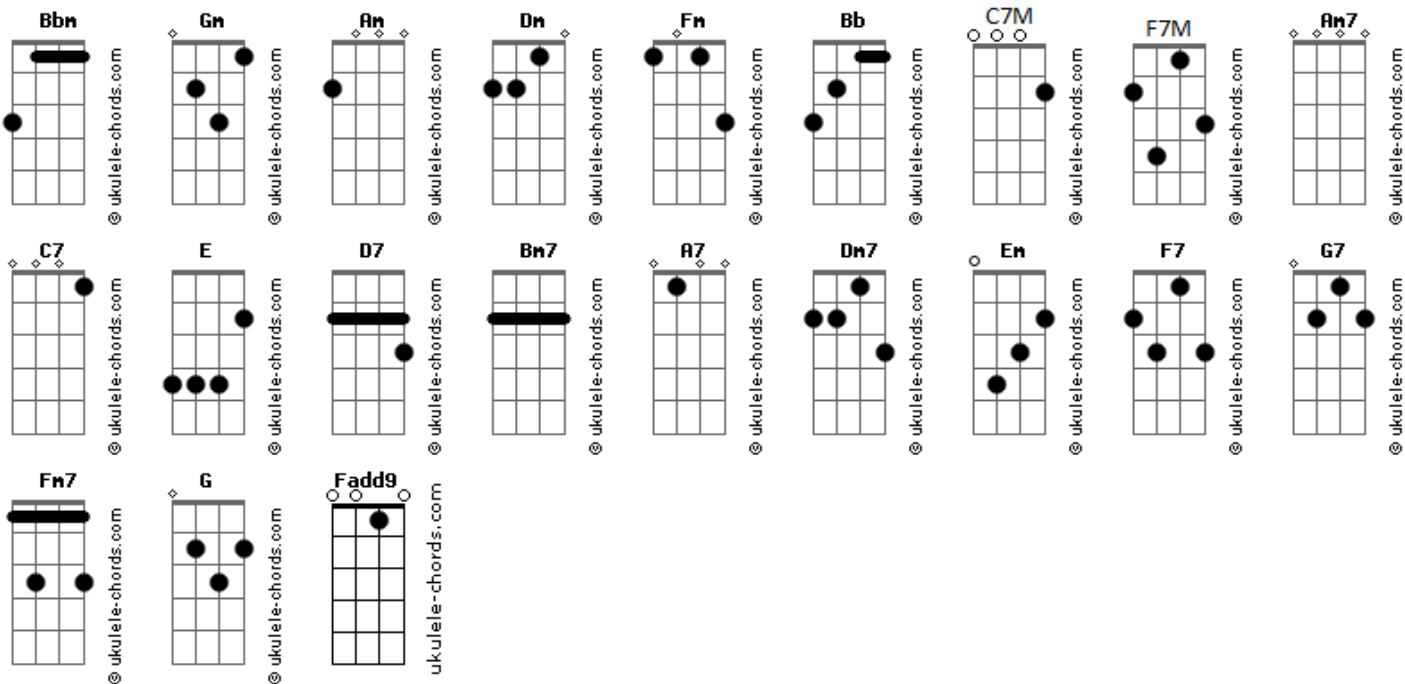 Bbm Gm Am Dm Fm Bb C7M F7M Am7
© ukulele-chords.com © ukulele-chords.com © ukulele-chords.com © ukulele-chords.com © ukulele-chords.com © ukulele-chords.com © ukulele-chords.com © ukulele-chords.com © ukulele-chords.com
C7 E D7 Bm7 A7 Dm7 Em F7 G7
© ukulele-chords.com © ukulele-chords.com © ukulele-chords.com © ukulele-chords.com © ukulele-chords.com © ukulele-chords.com © ukulele-chords.com © ukulele-chords.com © ukulele-chords.com
Fm7 G Fadd9
© ukulele-chords.com © ukulele-chords.com ukulele-chords.com